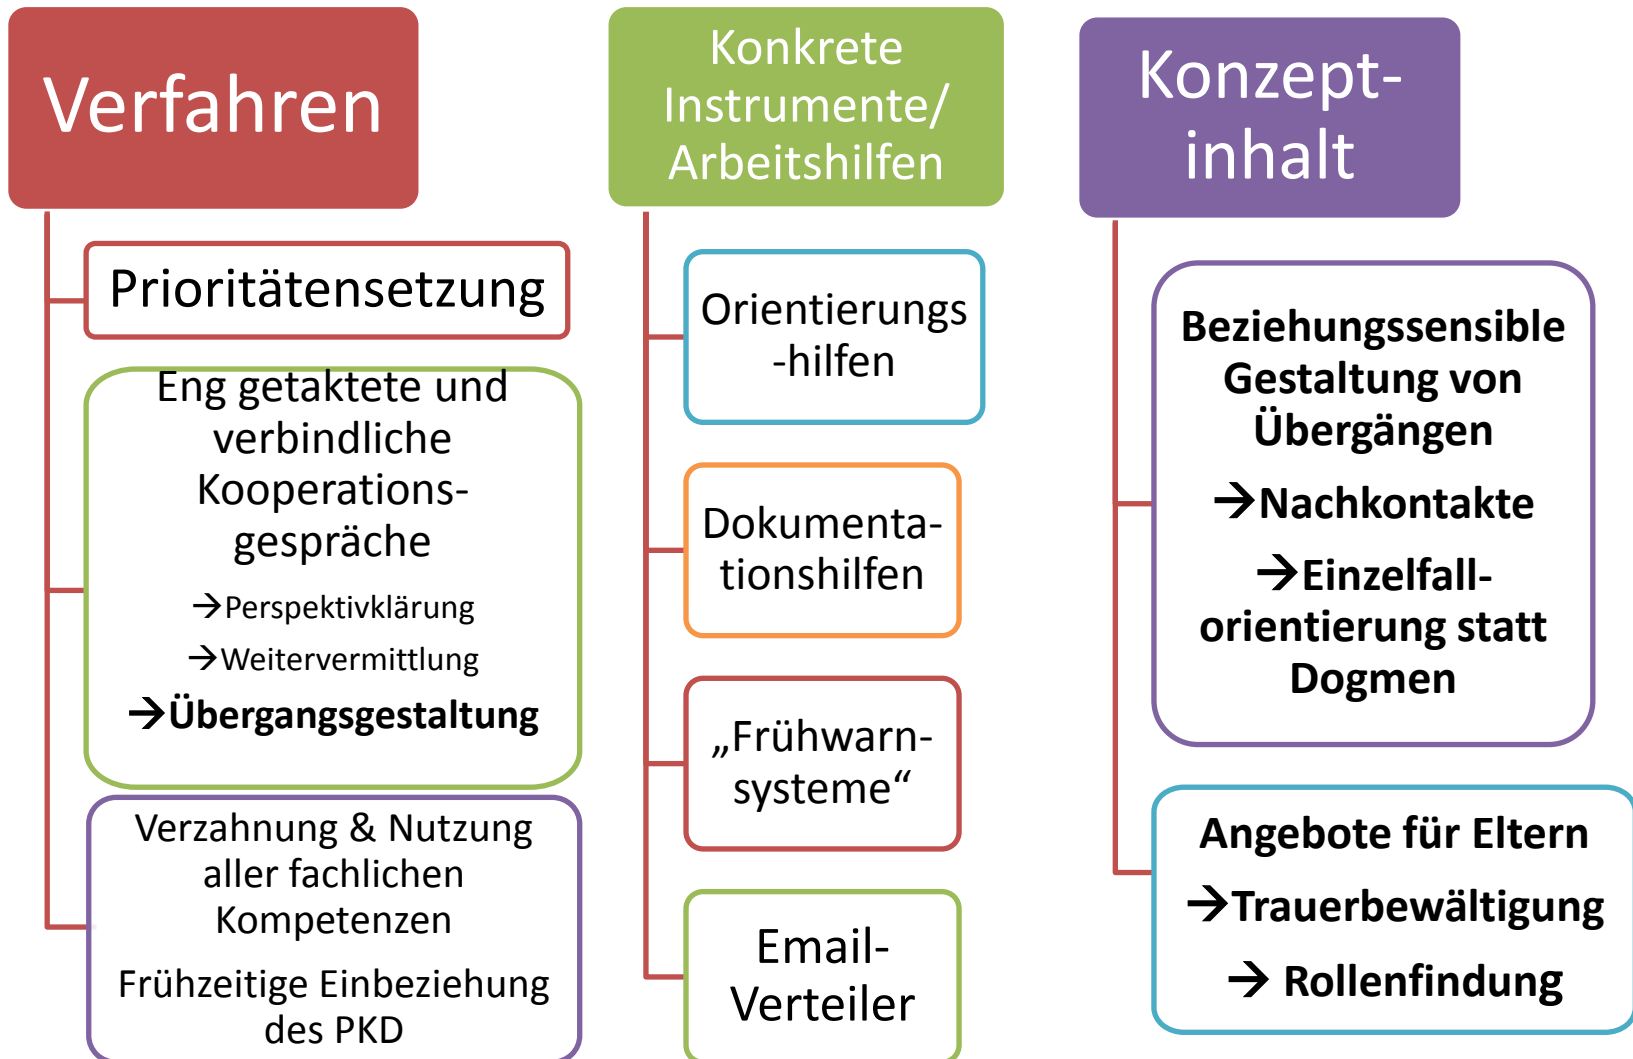 Verfahren
Prioritätensetzung
Eng getaktete und
verbindliche
Kooperations-
gespräche
→Perspektivklärung
→Weitervermittlung
→Übergangsgestaltung
Verzahnung & Nutzung
aller fachlichen
Kompetenzen
Frühzeitige Einbeziehung
des PKD
Konkrete
Instrumente/
Arbeitshilfen
Orientierungs
-hilfen
Dokumenta-
tionshilfen
„Frühwarn-
systeme“
Email-
Verteiler
Konzept-
inhalt
Beziehungssensible
Gestaltung von
Übergängen
→Nachkontakte
→Einzelfall-
orientierung statt
Dogmen
Angebote für Eltern
→Trauerbewältigung
→ Rollenfindung